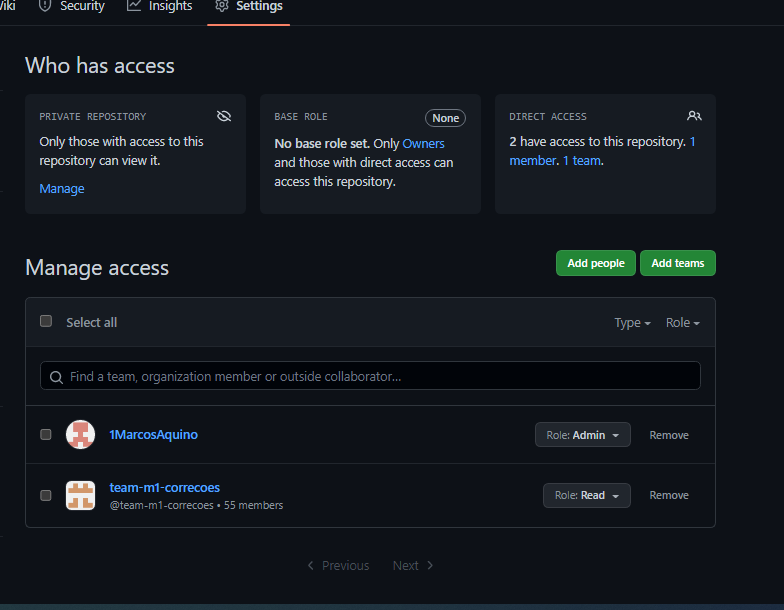 Wiki
Security
Insights
Settings
Who has access
PRIVATE REPOSITORY
Only those with access to this
repository can view it.
Manage
BASE ROLE
None
No base role set. Only Owners
and those with direct access can
access this repository.
DIRECT ACCESS
2 have access to this repository. 1
member. 1 team.
Manage access
Add people
Add teams
Select all
Type
Role
Find a team, organization member or outside collaborator...
1MarcosAquino
Role: Admin
Remove
team-m1-correcoes
@team-m1-correcoes • 55 members
Role: Read
Remove
Previous
Next